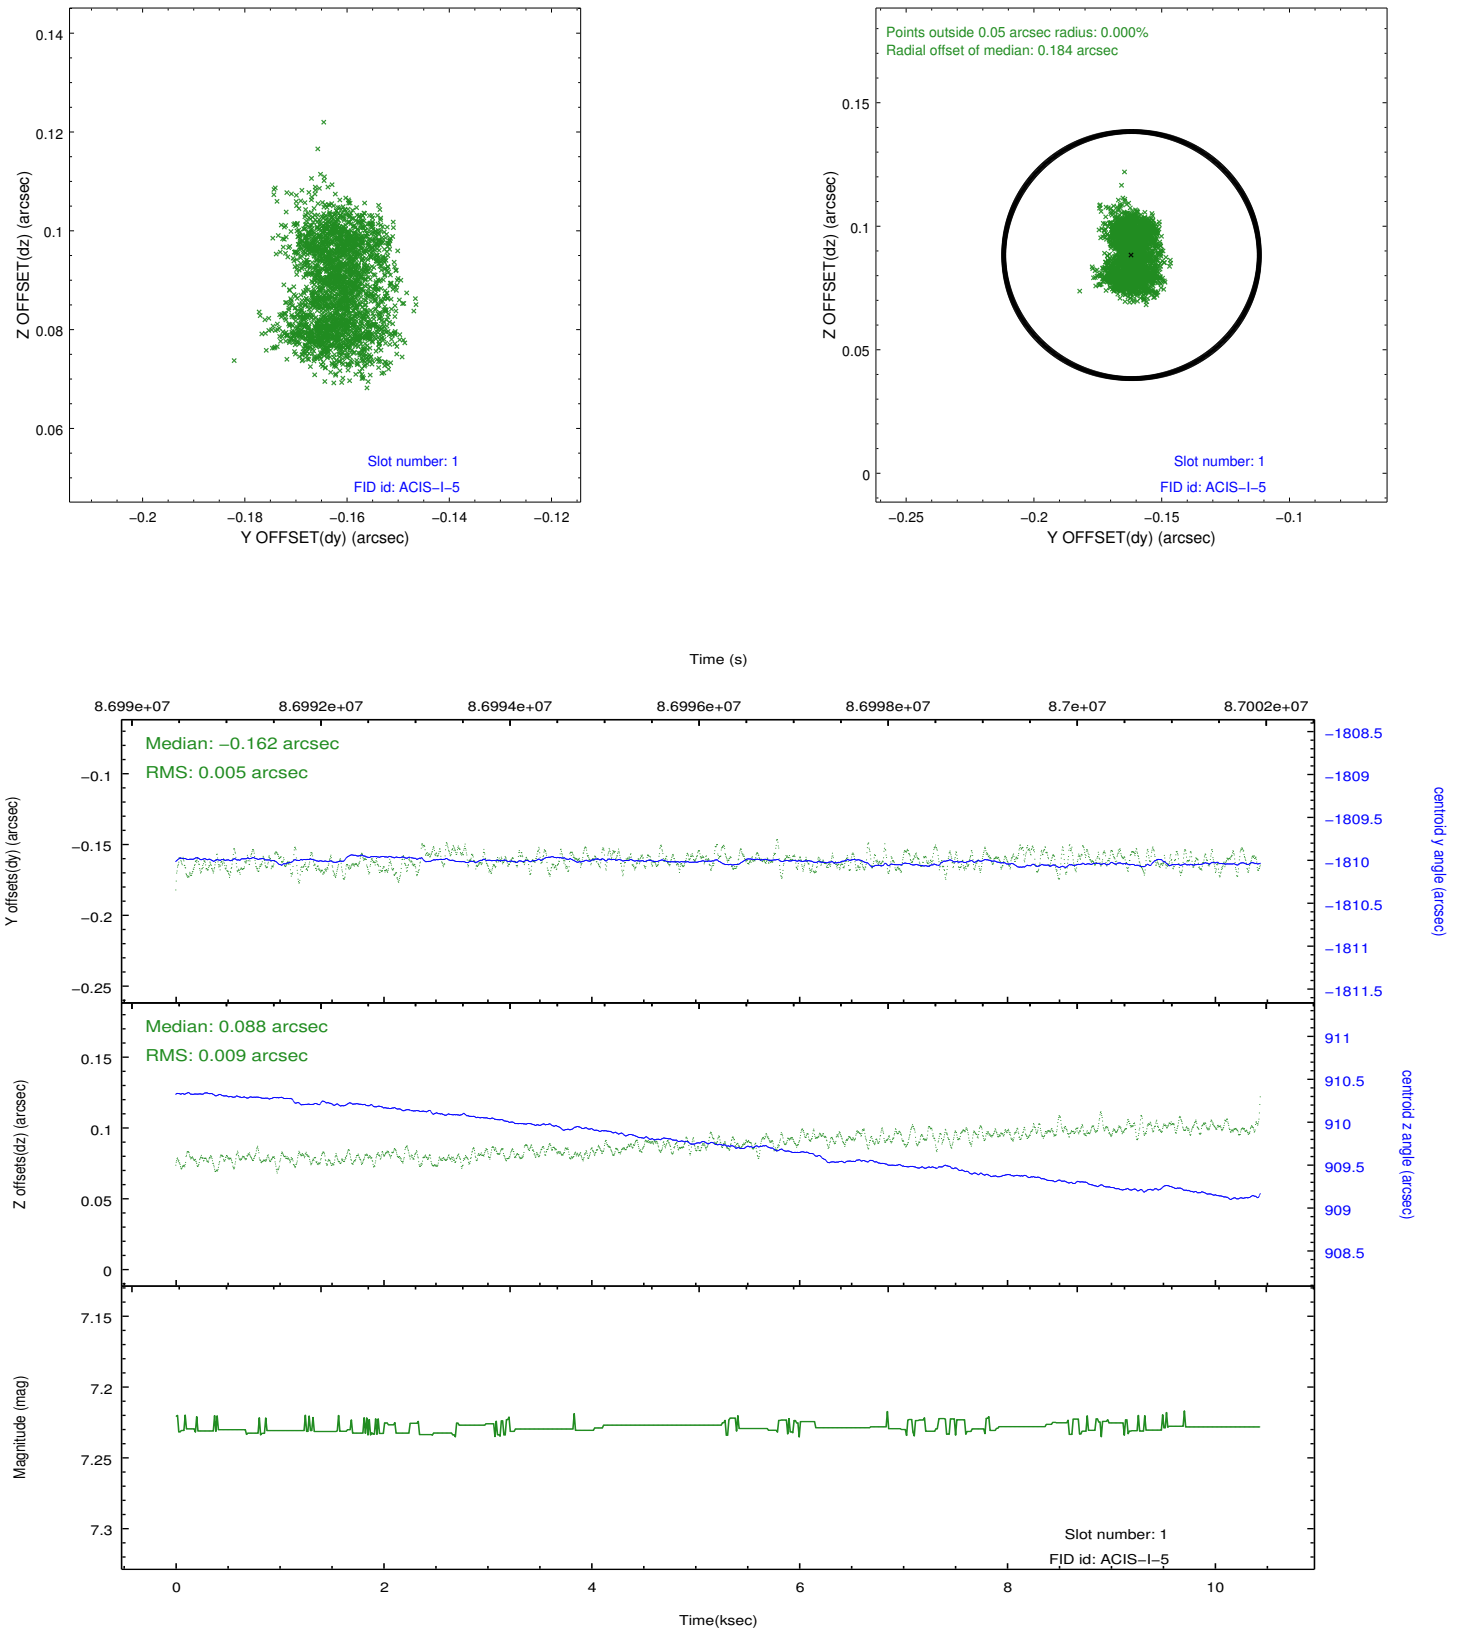 0.14
0.12
0.1
0.08
0.06
Z OFFSET(dz) (arcsec)
Slot number: 1
FID id: ACIS−I−5
−0.2
−0.18
−0.16
−0.14
−0.12
Y OFFSET(dy) (arcsec)
Points outside 0.05 arcsec radius: 0.000%
Radial offset of median: 0.184 arcsec
0.15
0.1
0.05
0
Z OFFSET(dz) (arcsec)
Slot number: 1
FID id: ACIS−I−5
−0.25
−0.2
−0.15
−0.1
Y OFFSET(dy) (arcsec)
Time (s)
8.699e+07
8.6992e+07
8.6994e+07
8.6996e+07
8.6998e+07
8.7e+07
8.7002e+07
Median: −0.162 arcsec
RMS: 0.005 arcsec
−0.1
−0.15
−0.2
−0.25
Y offsets(dy) (arcsec)
−1808.5
−1809
−1809.5
−1810
−1810.5
−1811
−1811.5
centroid y angle (arcsec)
Median: 0.088 arcsec
RMS: 0.009 arcsec
0.15
0.1
0.05
0
Z offsets(dz) (arcsec)
911
910.5
910
909.5
909
908.5
centroid z angle (arcsec)
7.15
7.2
7.25
7.3
Magnitude (mag)
Slot number: 1
FID id: ACIS−I−5
0
2
4
6
8
10
Time(ksec)